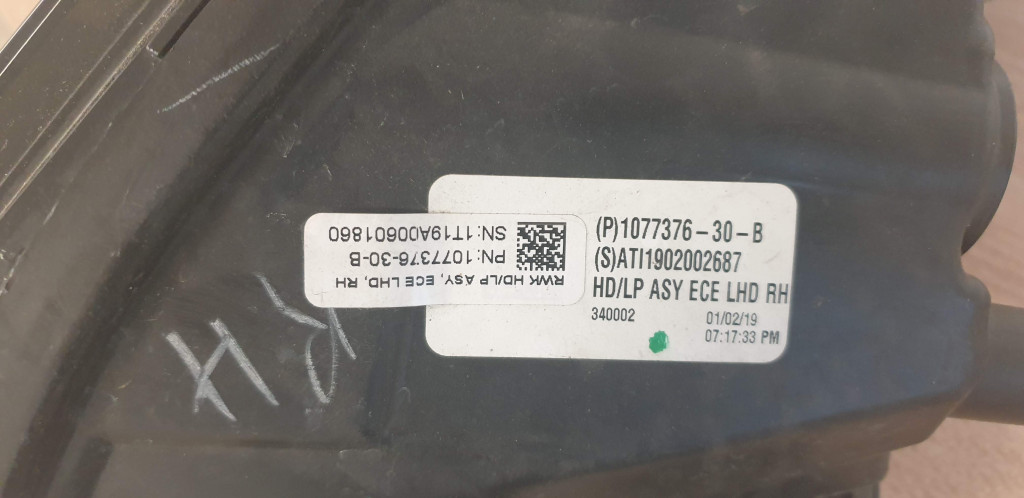 (P)1077376-30-B
(S)ATI1902002687
HD/LP ASY ECE LHD RH
340002 01/02/19
07:17:33 PM
RWK HD/LP ASY, ECE LHD, RH
PN:1077376-30-B
SN:1T19A00601860
RH